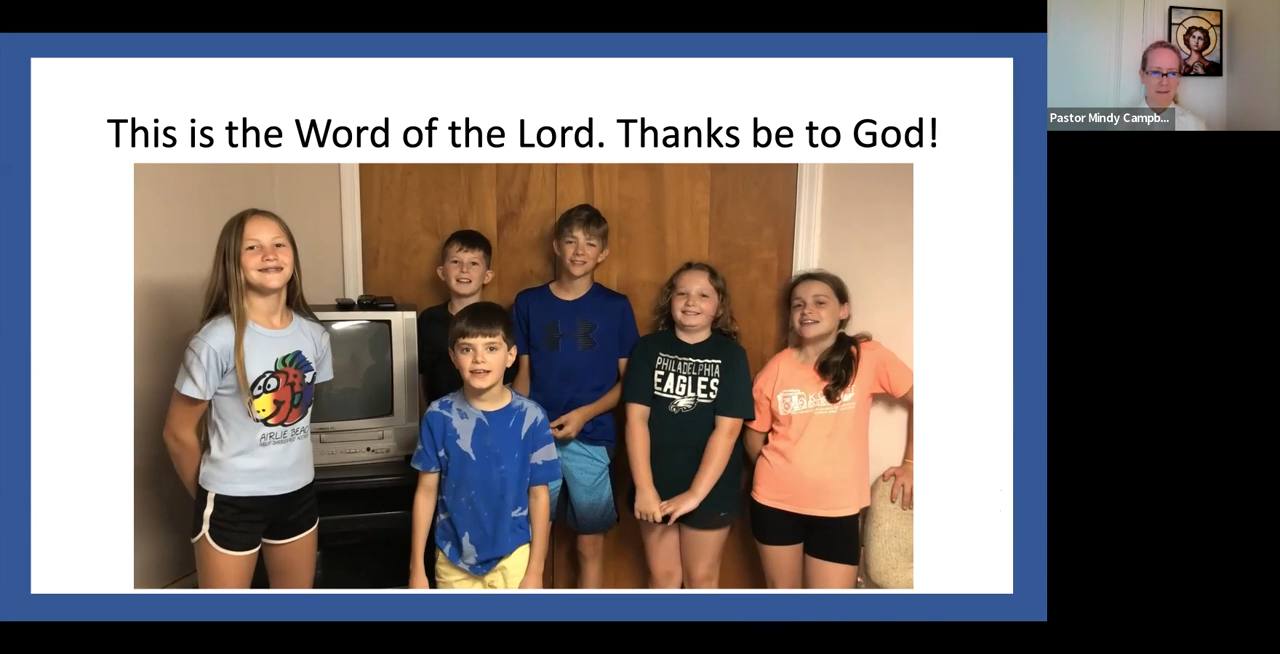 This is the Word of the Lord. Thanks be to God!
Pastor Mindy Campb...
AIRLIE BEACH
PHILADELPHIA
EAGLES